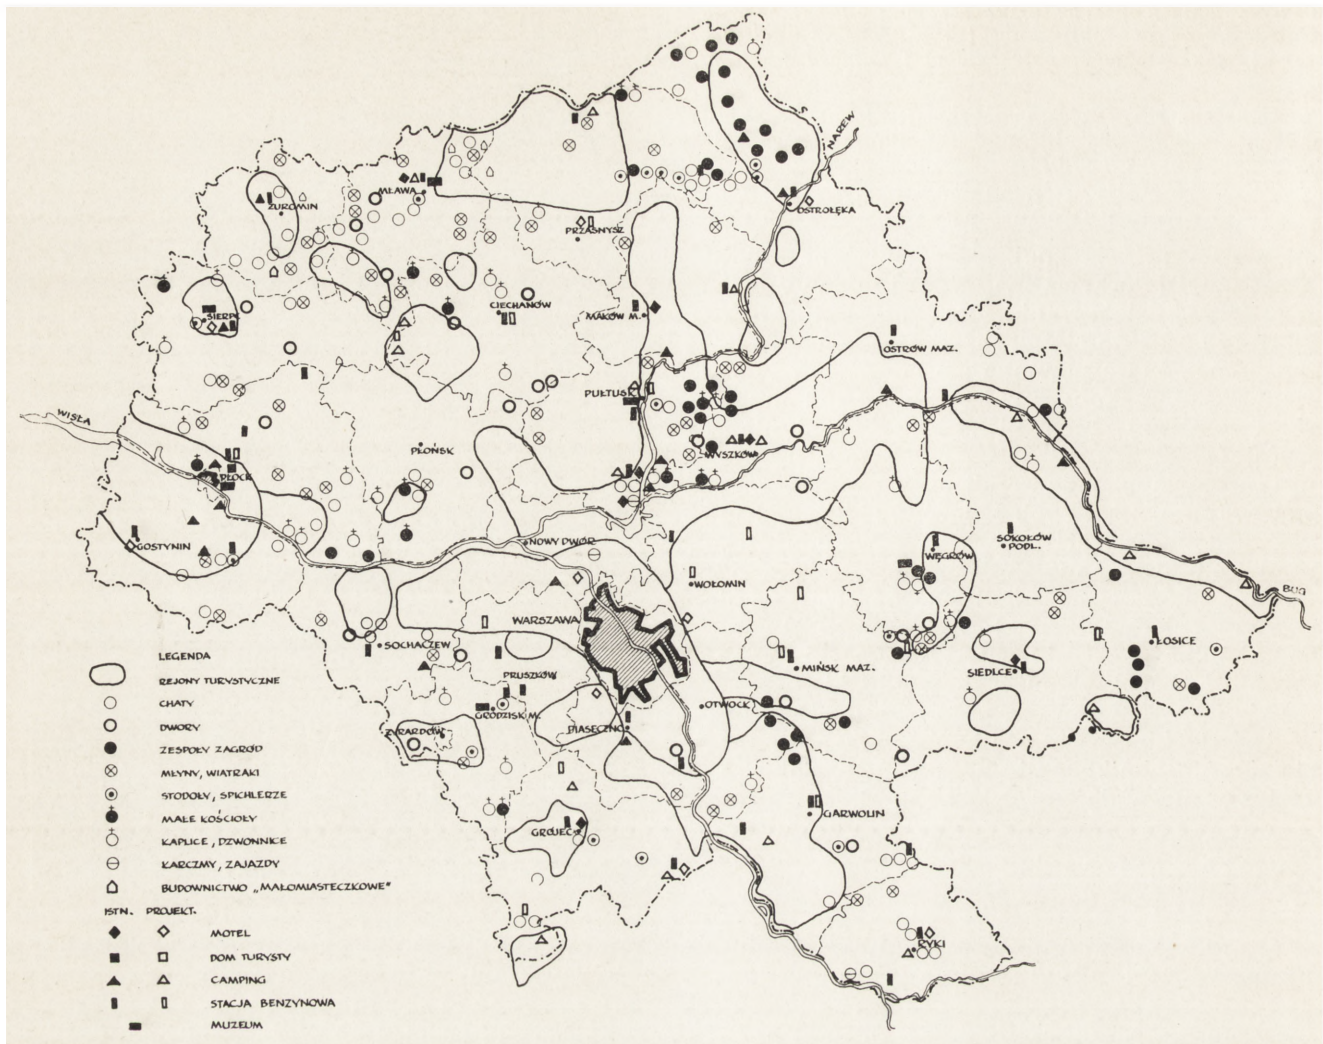 NAREW
MŁAWA
ŻUROMIN
OSTROŁĘKA
PRZASNYSZ
CIECHANÓW
SIERPC
MAKÓW M.
OSTRÓW MAZ.
PUŁTUSK
WISŁA
PŁOŃSK
WYSZKÓW
PŁOCK
GOSTYNIN
NOWY DWÓR
SOKOŁÓW
PODL.
WĘGRÓW
WOŁOMIN
BUG
WARSZAWA
SOCHACZEW
ŁOSICE
MIŃSK MAZ.
SIEDLCE
PRUSZKÓW
OTWOCK
GRODZISK M.
PIASECZNO
ŻYRARDÓW
GARWOLIN
GRÓJEC
RYKI
LEGENDA
REJONY TURYSTYCZNE
CHATY
DWORY
ZESPOŁY ZAGRÓD
MŁYNY, WIATRAKI
STODOŁY, SPICHLERZE
MAŁE KOŚCIOŁY
KAPLICE, DZWONNICE
KARCZMY, ZAJAZDY
BUDOWNICTWO „MAŁOMIASTECZKOWE"
ISTN. PROJEKT.
MOTEL
DOM TURYSTY
CAMPING
STACJA BENZYNOWA
MUZEUM